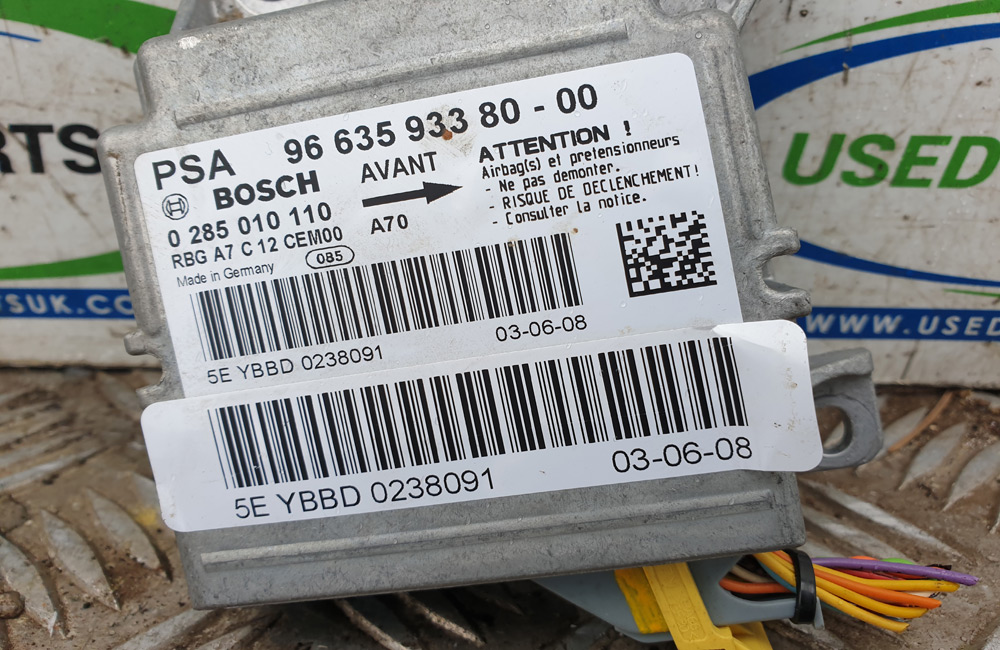 PSA 96 635 933 80 - 00
BOSCH
0 285 010 110
RBG A7 C 12 CEM00
Made in Germany
085
AVANT
A70
ATTENTION !
Airbag(s) et pretensionneurs
- Ne pas demonter.
- RISQUE DE DECLENCHEMENT!
- Consulter la notice.
5E YBBD 0238091 03-06-08
5E YBBD 0238091 03-06-08
RTS
FSUK.CO
USED
WWW.USED